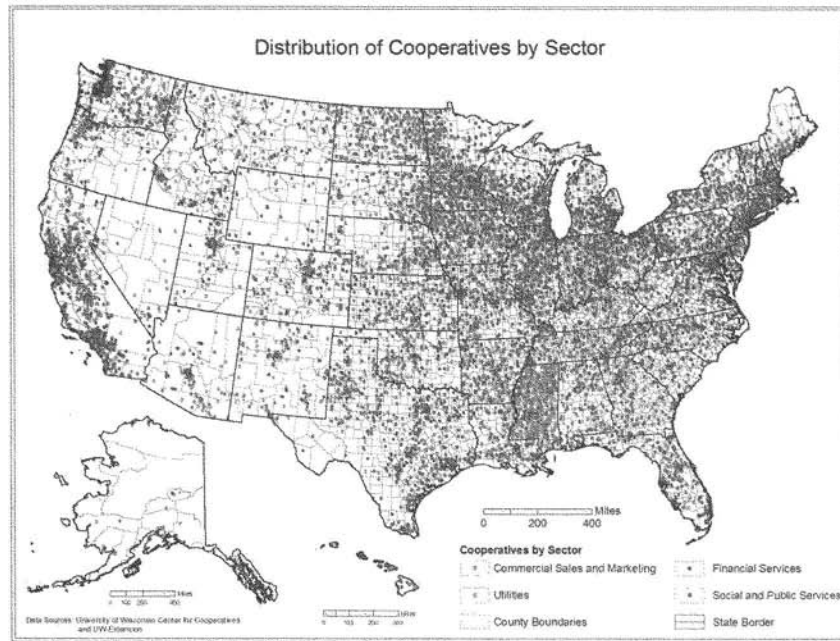 Distribution of Cooperatives by Sector
Miles
0 200 400
Cooperatives by Sector
Commercial Sales and Marketing
Financial Services
Utilities
Social and Public Services
County Boundaries
State Border
Miles
Data Sources: University of Wisconsin Center for Cooperatives
and UW-Extension